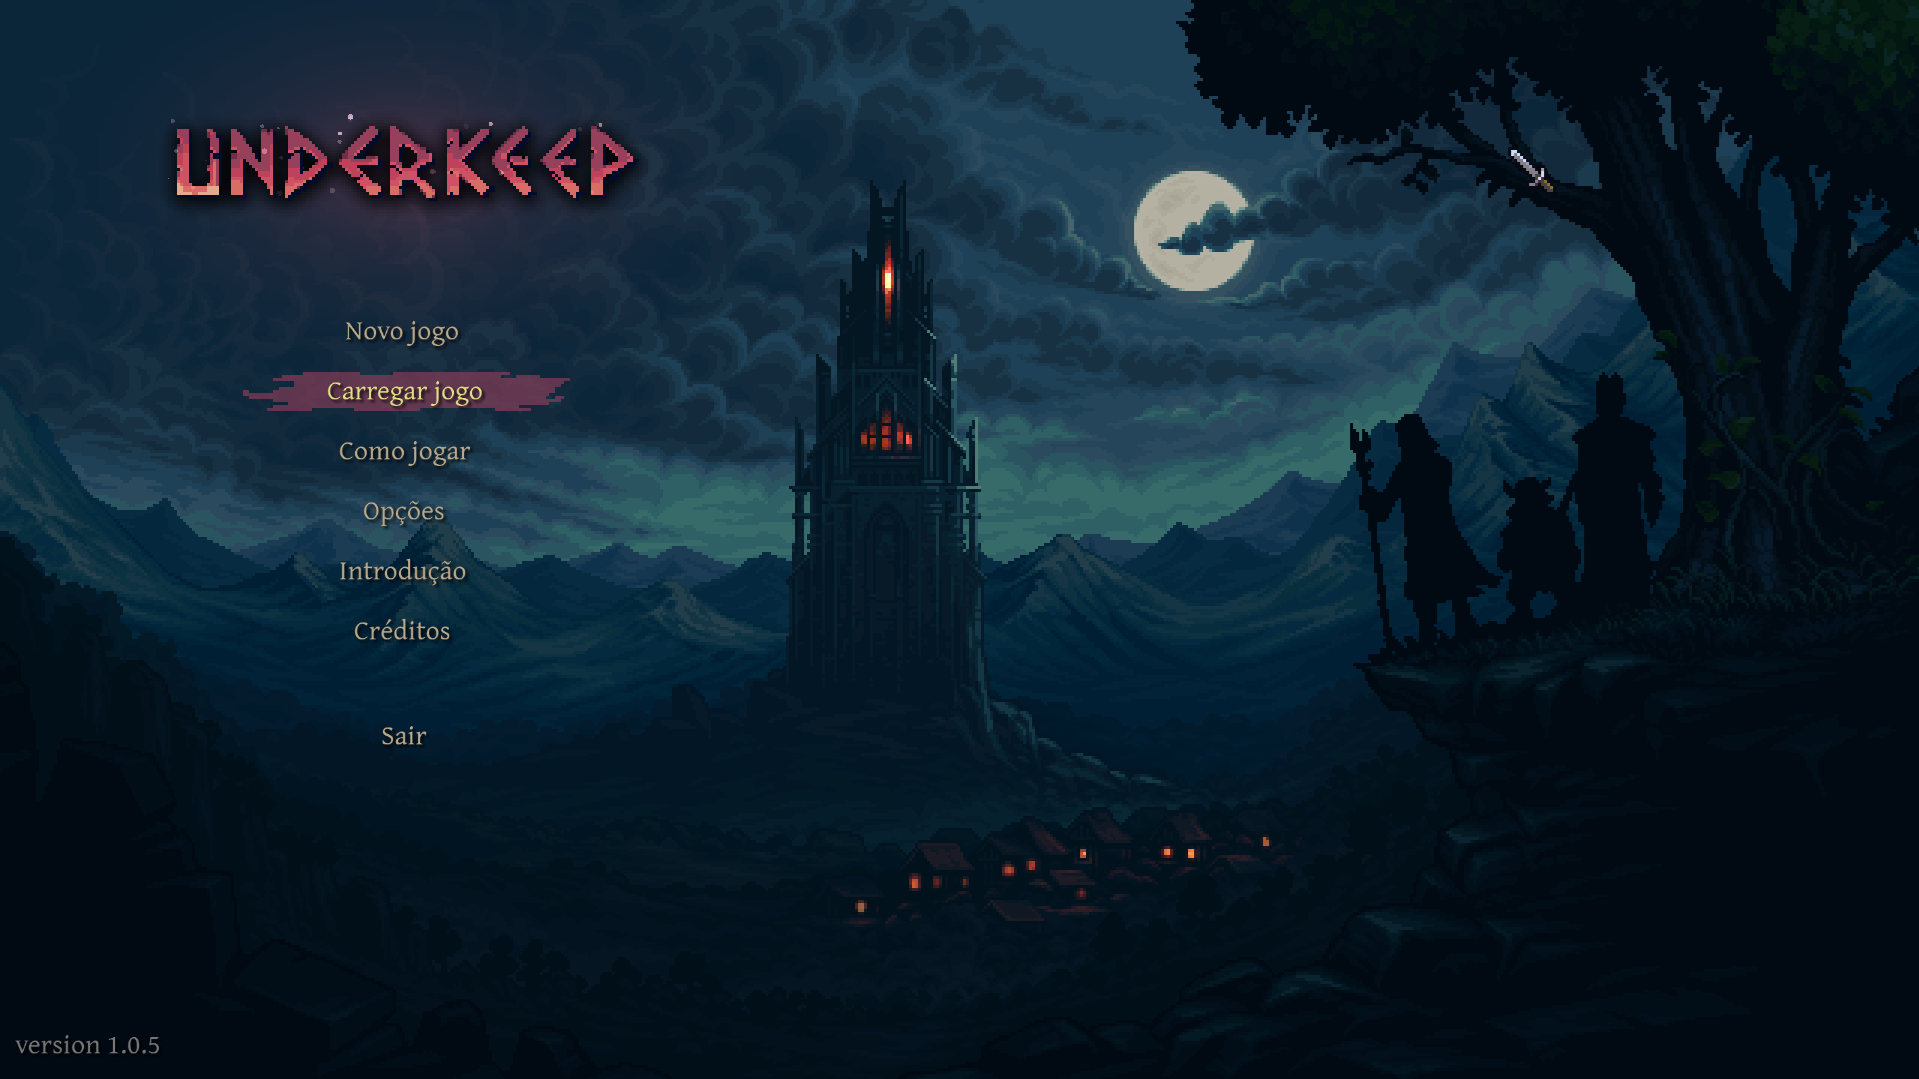 UNDERKEEP
Novo jogo
Carregar jogo
Como jogar
Opções
Introdução
Créditos
Sair
version 1.0.5